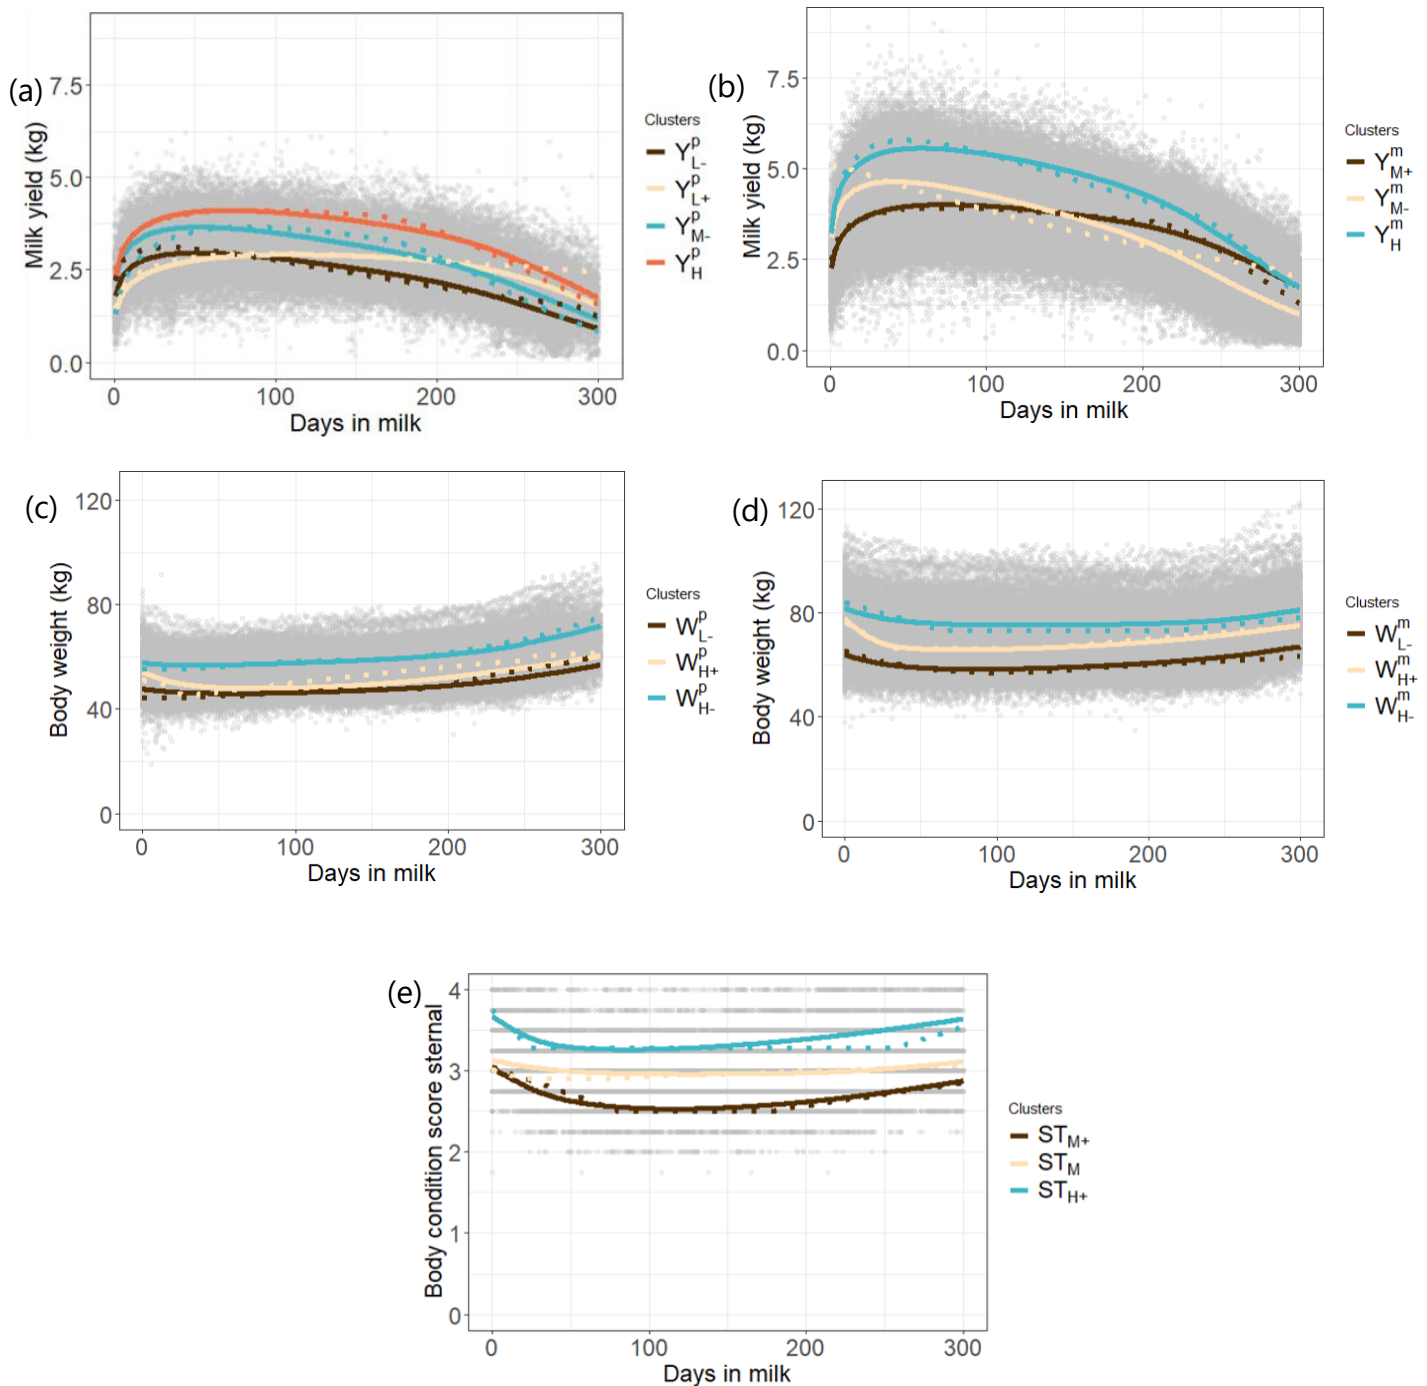 (a)
Milk yield (kg)
7.5
5.0
2.5
0.0
0 100 200 300
Days in milk
Clusters
Y^p_L-
Y^p_L+
Y^p_M-
Y^p_H
(b)
Milk yield (kg)
7.5
5.0
2.5
0.0
0 100 200 300
Days in milk
Clusters
Y^m_M+
Y^m_M-
Y^m_H
(c)
Body weight (kg)
120
80
40
0
0 100 200 300
Days in milk
Clusters
W^p_L-
W^p_H+
W^p_H-
(d)
Body weight (kg)
120
80
40
0
0 100 200 300
Days in milk
Clusters
W^m_L-
W^m_H+
W^m_H-
(e)
Body condition score sternal
4
3
2
1
0
0 100 200 300
Days in milk
Clusters
ST_M+
ST_M
ST_H+